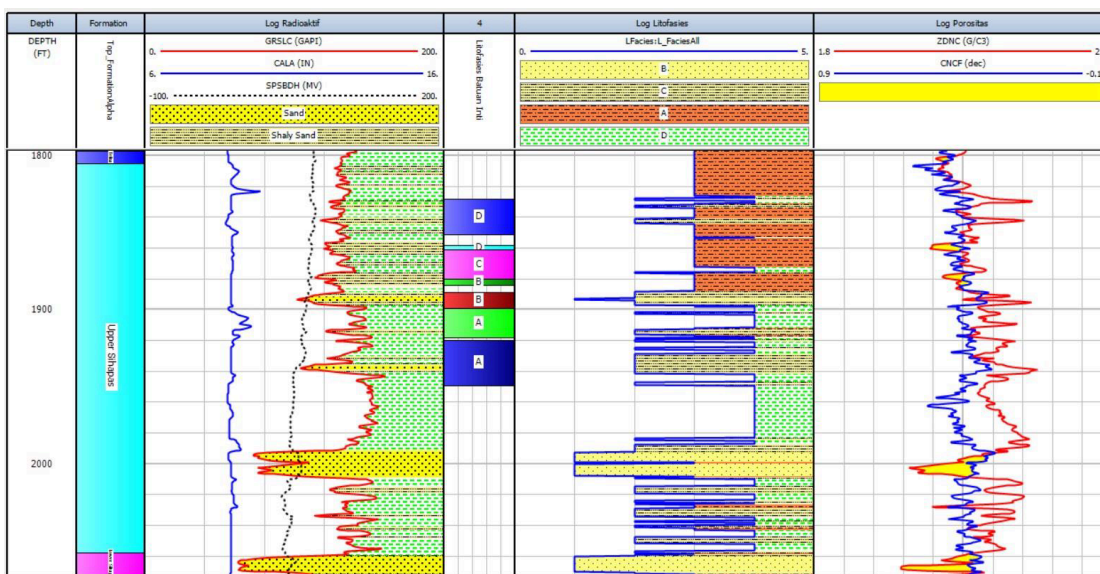 Depth
Formation
Log Radioaktif
4
Log Litofasies
Log Porositas
DEPTH
(FT)
Top_FormationAlpha
GRSLC (GAPI)
0. 200.
CALA (IN)
6. 16.
SPSBDH (MV)
-100. 200.
Sand
Shaly Sand
Litofasies Batuan Inti
LFacies:L_FaciesAll
0. 5.
B
C
A
D
ZDNC (G/C3)
1.8
CNCF (dec)
0.9 -0.1
1800
1900
2000
Upper Sihapas
D
D
C
B
B
A
A